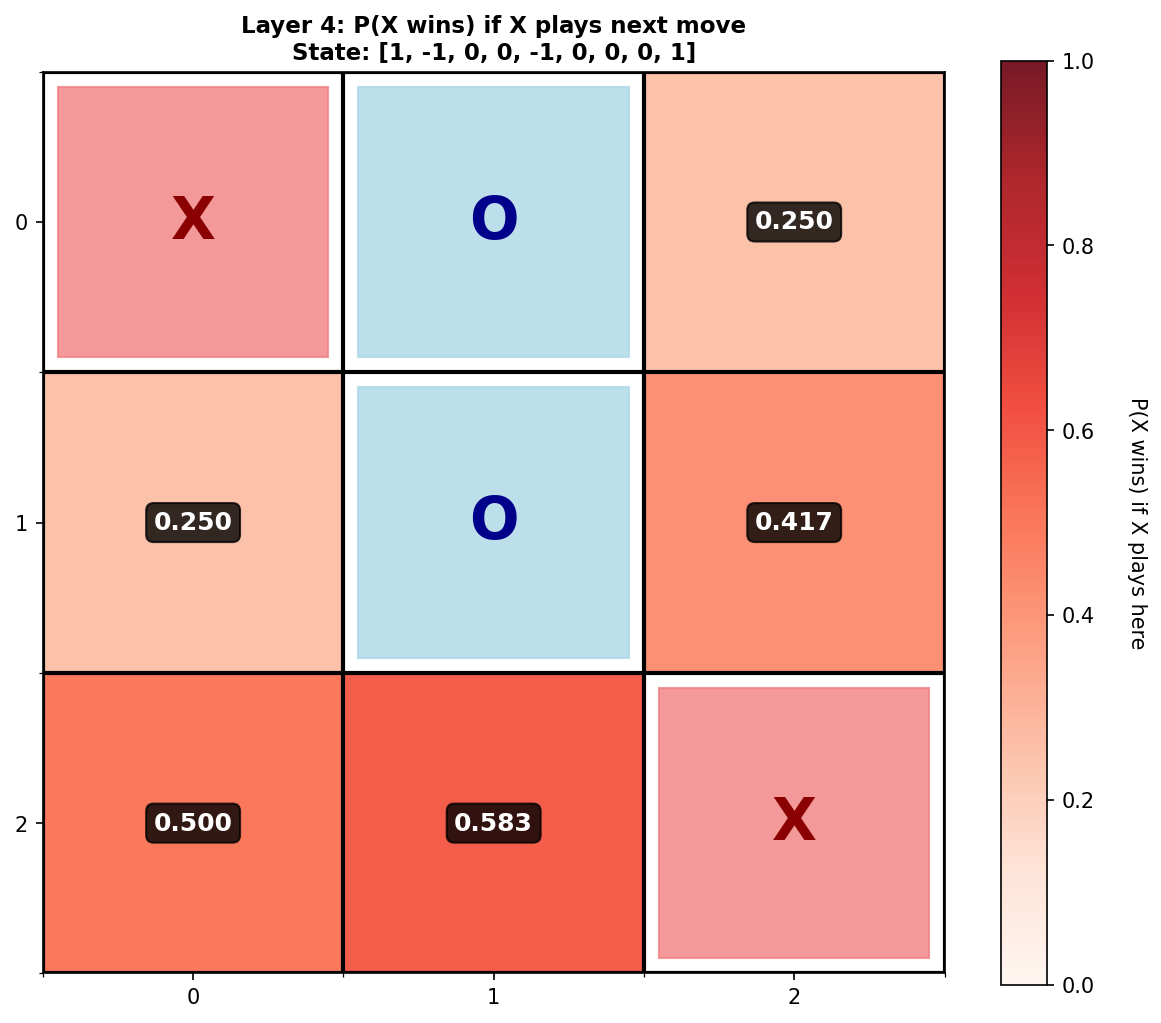 Layer 4: P(X wins) if X plays next move
State: [1, -1, 0, 0, -1, 0, 0, 0, 1]
X
O
0.250
0.250
O
0.417
0.500
0.583
X
0
1
2
0
1
2
1.0
0.8
0.6
0.4
0.2
0.0
P(X wins) if X plays here